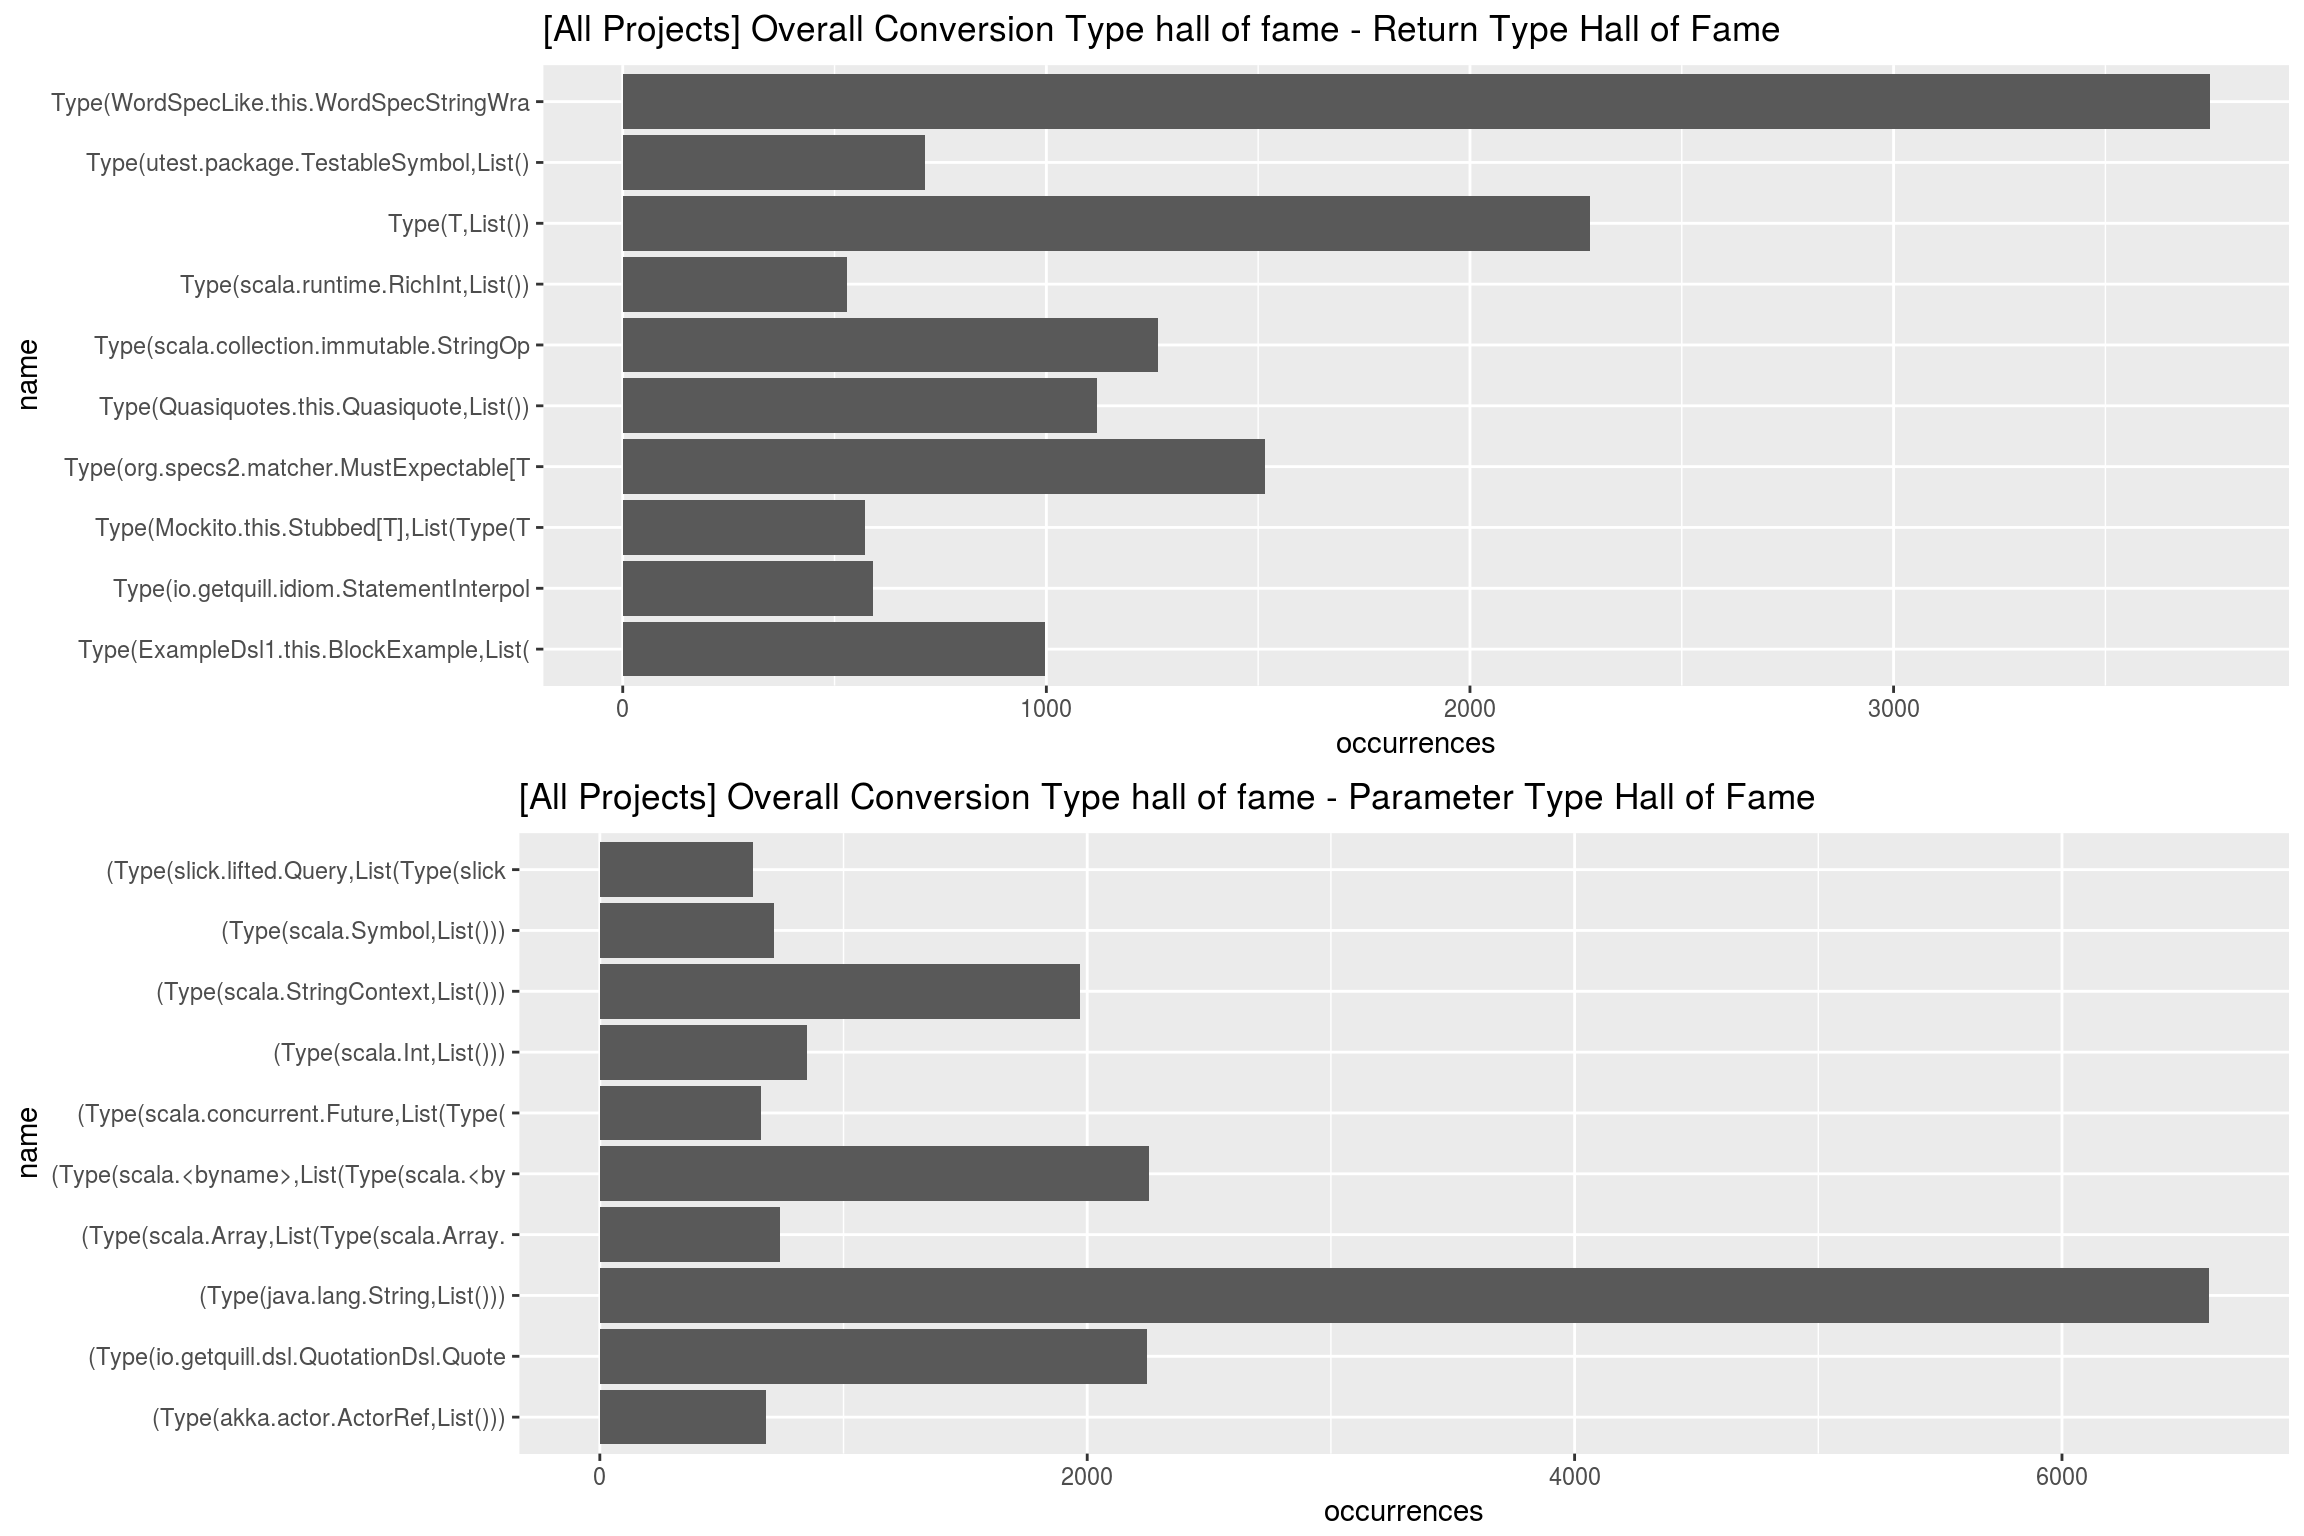 [All Projects] Overall Conversion Type hall of fame - Return Type Hall of Fame
Type(WordSpecLike.this.WordSpecStringWra
Type(utest.package.TestableSymbol,List()
Type(T,List())
Type(scala.runtime.RichInt,List())
Type(scala.collection.immutable.StringOp
Type(Quasiquotes.this.Quasiquote,List())
Type(org.specs2.matcher.MustExpectable[T
Type(Mockito.this.Stubbed[T],List(Type(T
Type(io.getquill.idiom.StatementInterpol
Type(ExampleDsl1.this.BlockExample,List(
name
0 1000 2000 3000
occurrences
[All Projects] Overall Conversion Type hall of fame - Parameter Type Hall of Fame
(Type(slick.lifted.Query,List(Type(slick
(Type(scala.Symbol,List()))
(Type(scala.StringContext,List()))
(Type(scala.Int,List()))
(Type(scala.concurrent.Future,List(Type(
(Type(scala.<byname>,List(Type(scala.<by
(Type(scala.Array,List(Type(scala.Array.
(Type(java.lang.String,List()))
(Type(io.getquill.dsl.QuotationDsl.Quote
(Type(akka.actor.ActorRef,List()))
name
0 2000 4000 6000
occurrences